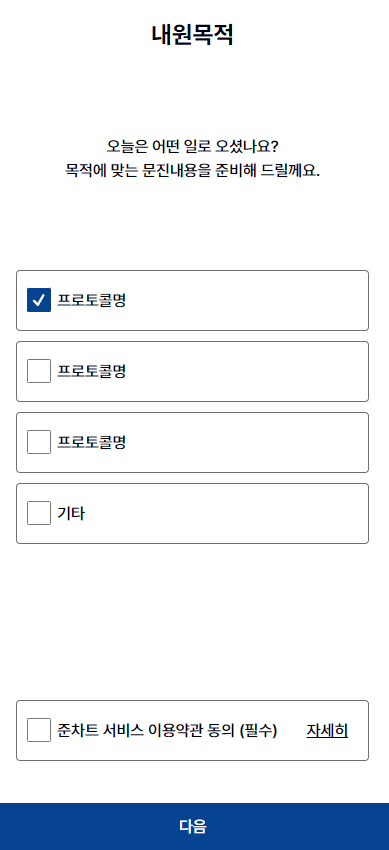 내원목적
오늘은 어떤 일로 오셨나요?
목적에 맞는 문진내용을 준비해 드릴께요.
프로토콜명
프로토콜명
프로토콜명
기타
준차트 서비스 이용약관 동의 (필수) 자세히
다음